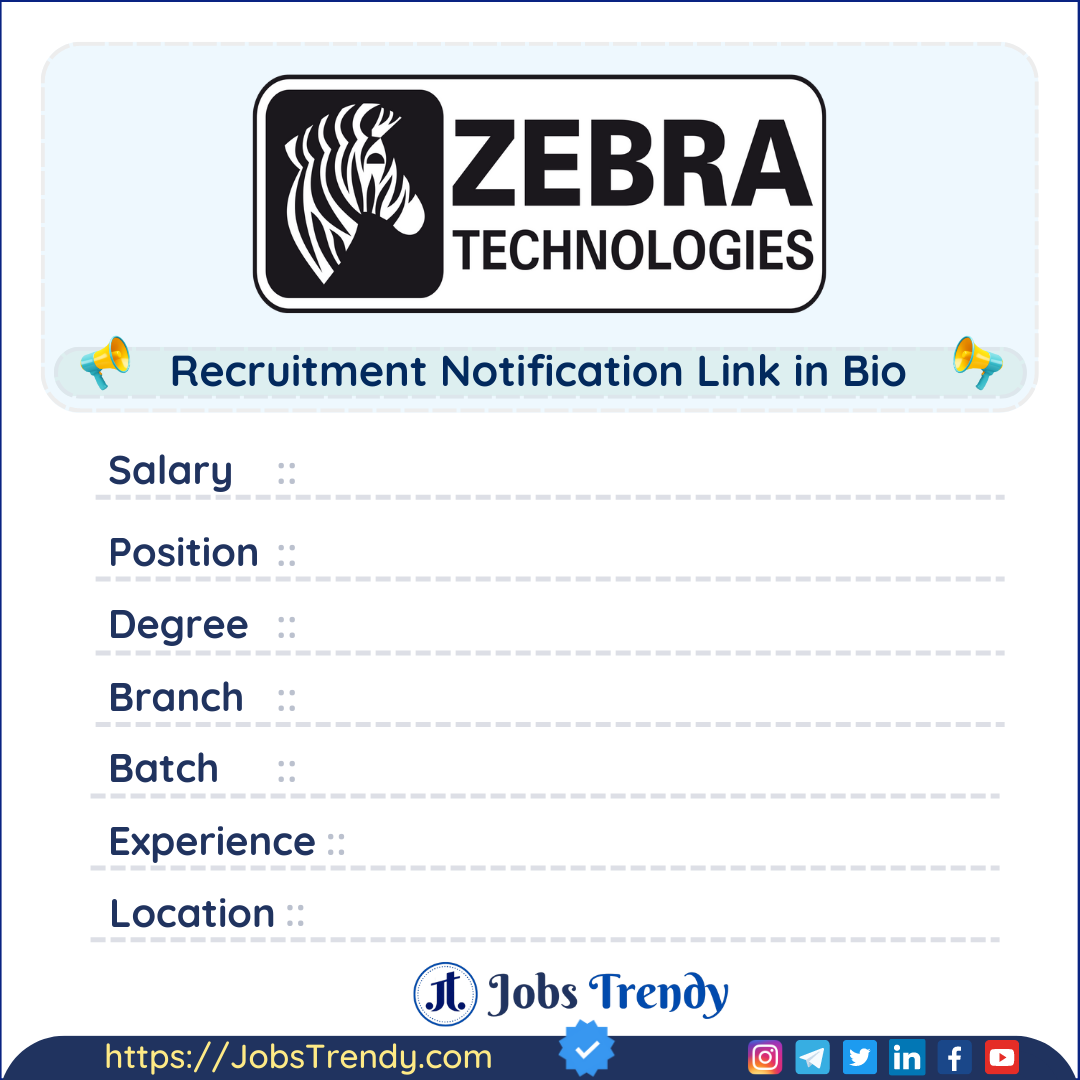 ZEBRA
TECHNOLOGIES
Recruitment Notification Link in Bio
Salary ::
Position ::
Degree ::
Branch ::
Batch ::
Experience ::
Location ::
Jobs Trendy
https://JobsTrendy.com